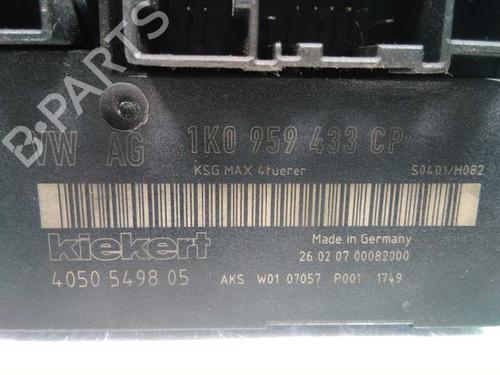 VW AG 1K0 959 433 CP
KSG MAX 4tuerer S0401/H082
kiekert
Made in Germany
26 02 07 00082000
4050 5498 05 AKS W01 07057 P001 1749
B-PARTS